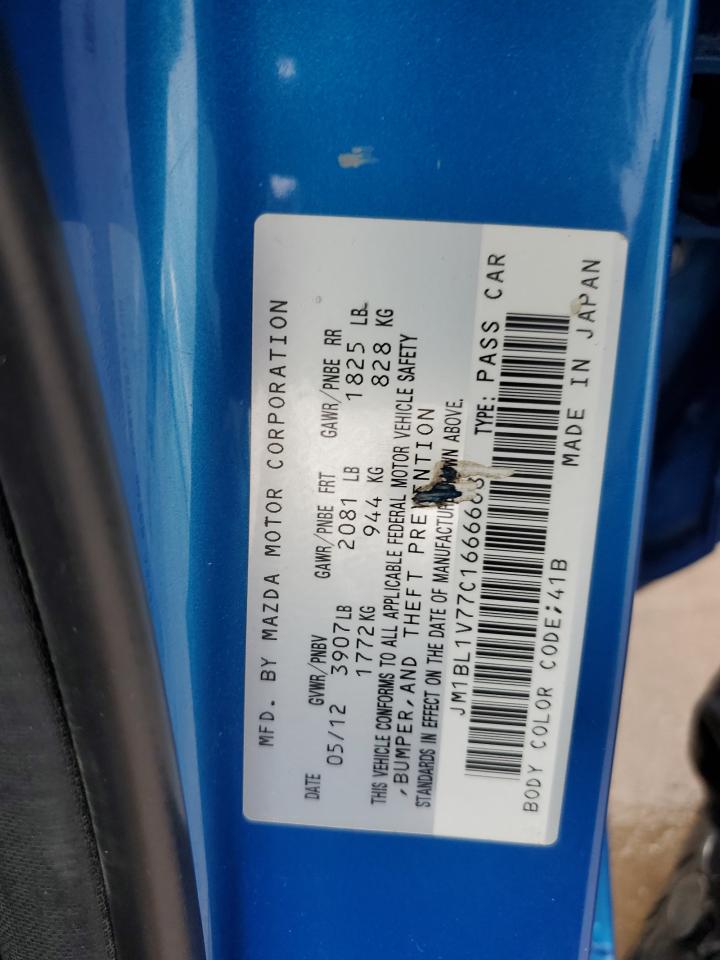 MFD. BY MAZDA MOTOR CORPORATION
DATE GVWR/PNBV GAWR/PNBE FRT GAWR/PNBE RR
05/12 3907LB 2081 LB 1825 LB
1772KG 944 KG 828 KG
THIS VEHICLE CONFORMS TO ALL APPLICABLE FEDERAL MOTOR VEHICLE SAFETY
,BUMPER,AND THEFT
STANDARDS IN EFFECT ON THE DATE OF ABOVE.
TYPE: PASS CAR
BODY COLOR CODE;41B MADE IN JAPAN